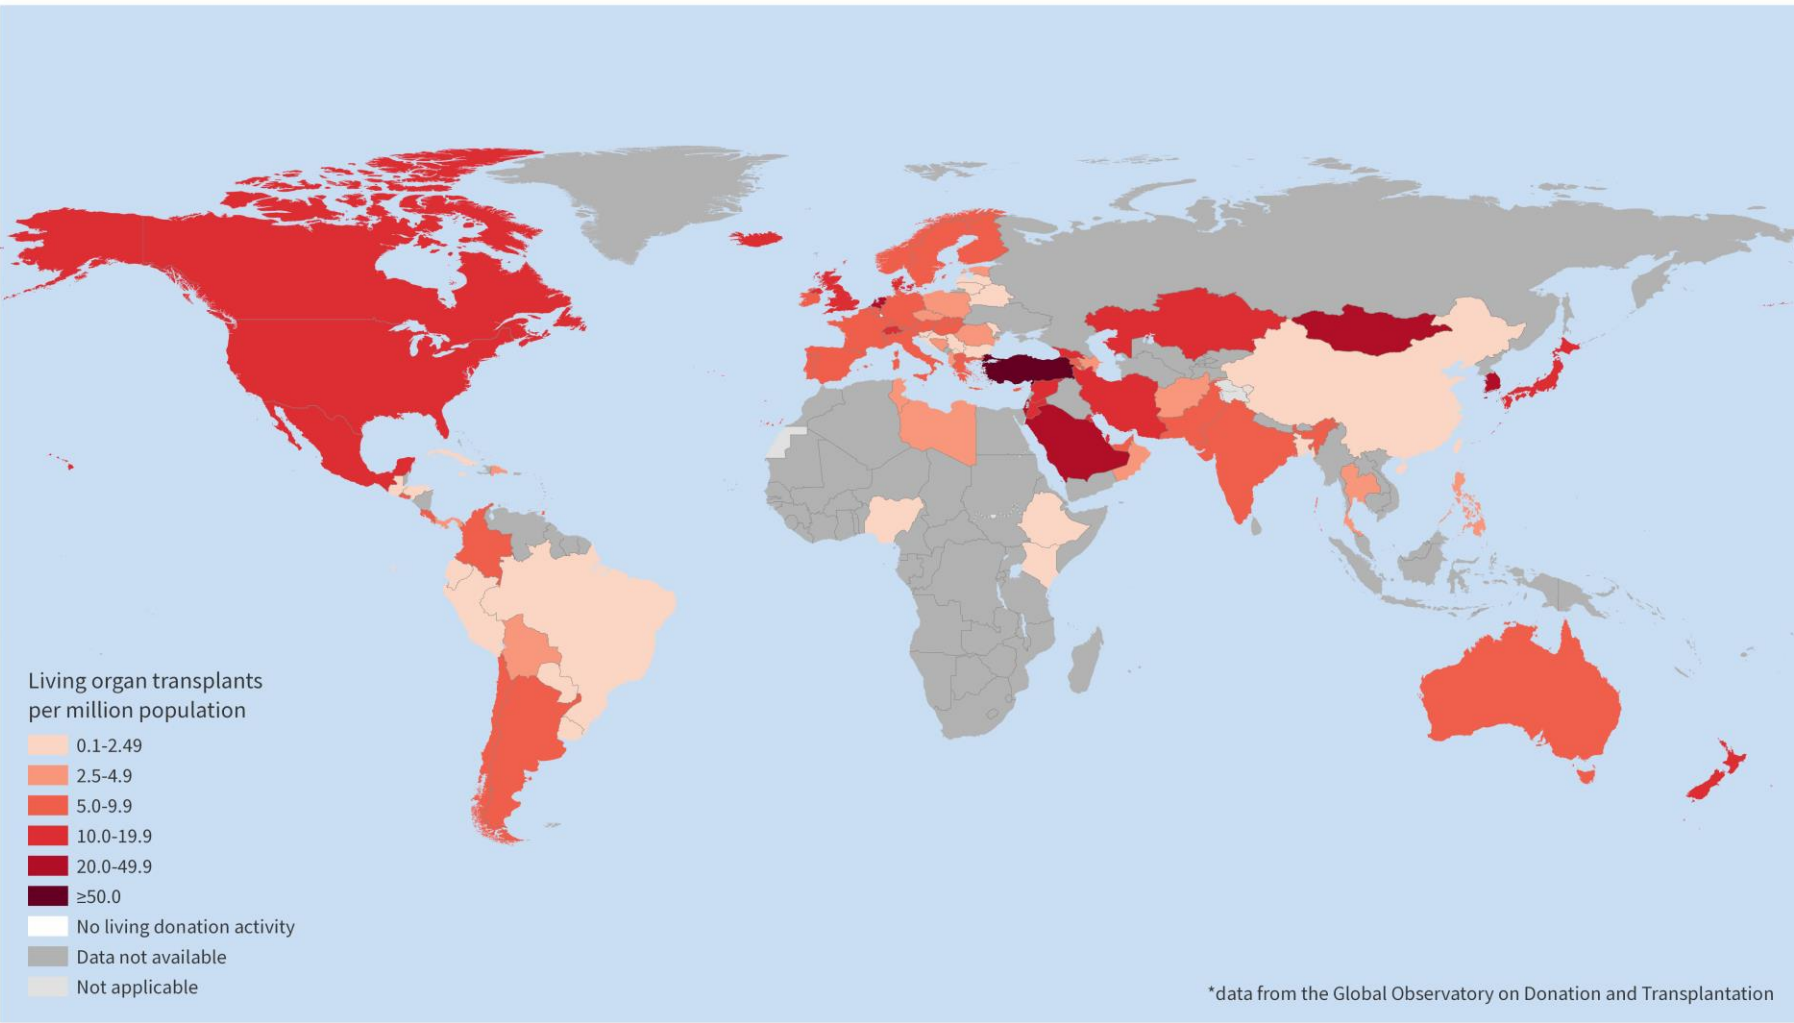 Living organ transplants
per million population
0.1-2.49
2.5-4.9
5.0-9.9
10.0-19.9
20.0-49.9
≥50.0
No living donation activity
Data not available
Not applicable
*data from the Global Observatory on Donation and Transplantation